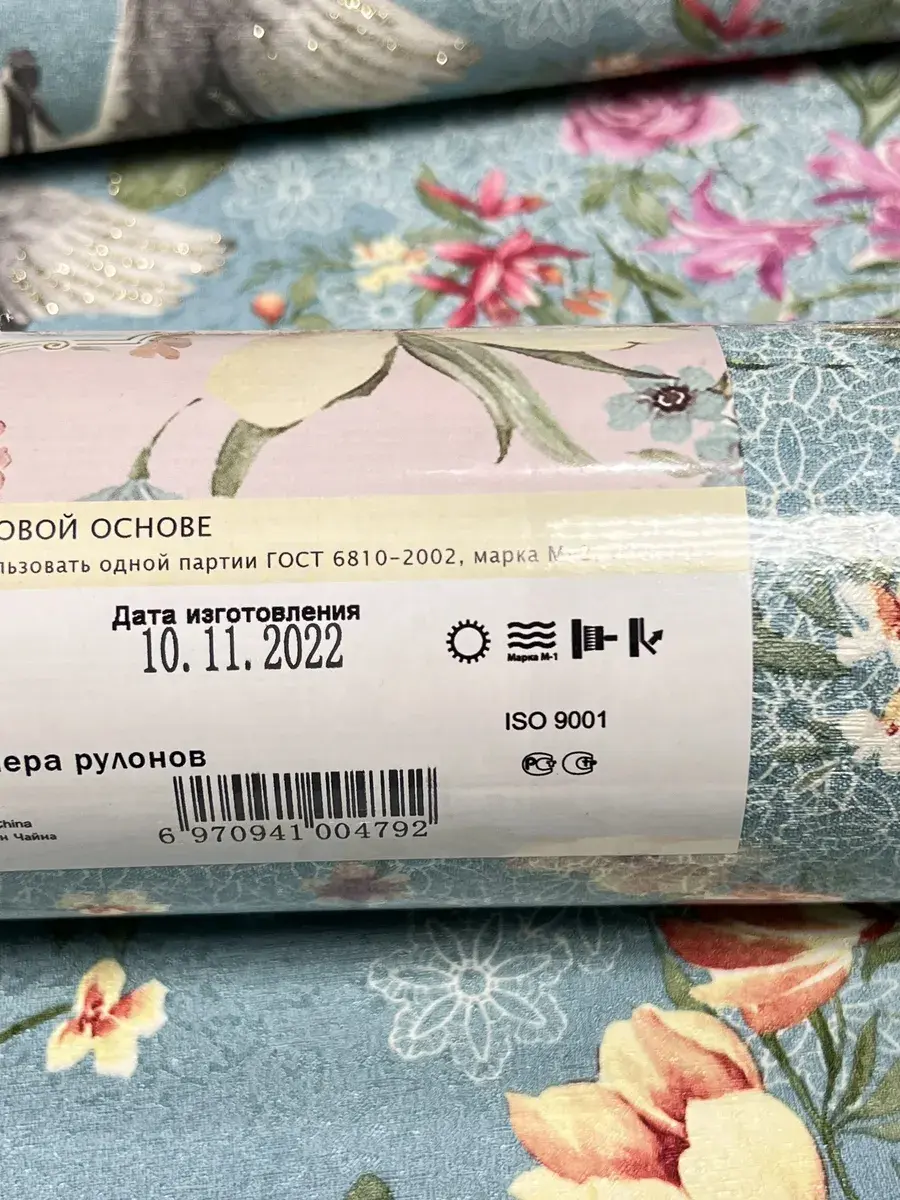 ОВОЙ ОСНОВЕ
льзовать одной партии ГОСТ 6810-2002, марка М-
Дата изготовления
10.11.2022
Марка М-1
ISO 9001
ера рулонов
China
н Чайна
6 970941 004792